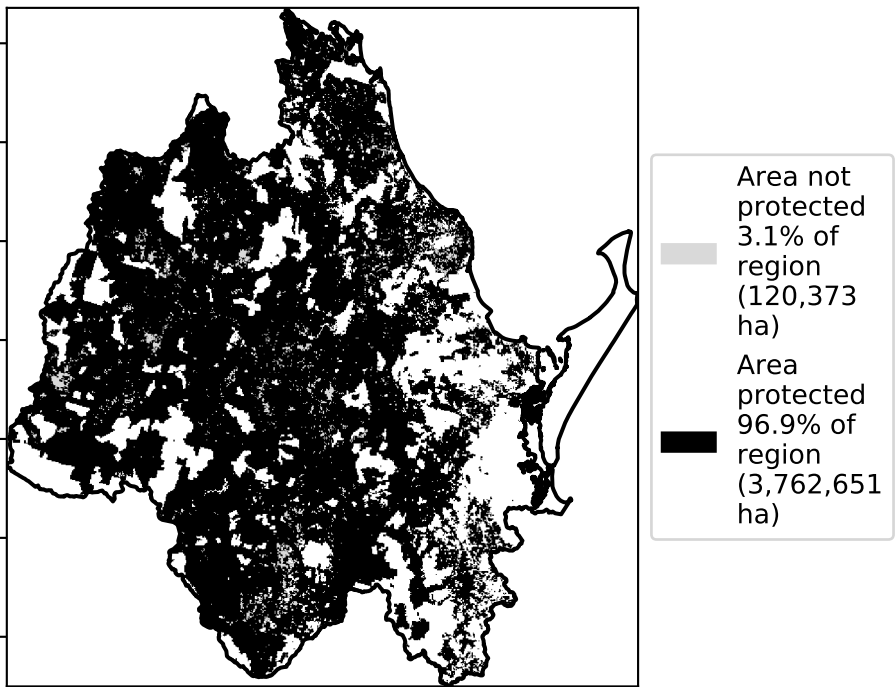 Area not
protected
3.1% of
region
(120,373
ha)
Area
protected
96.9% of
region
(3,762,651
ha)